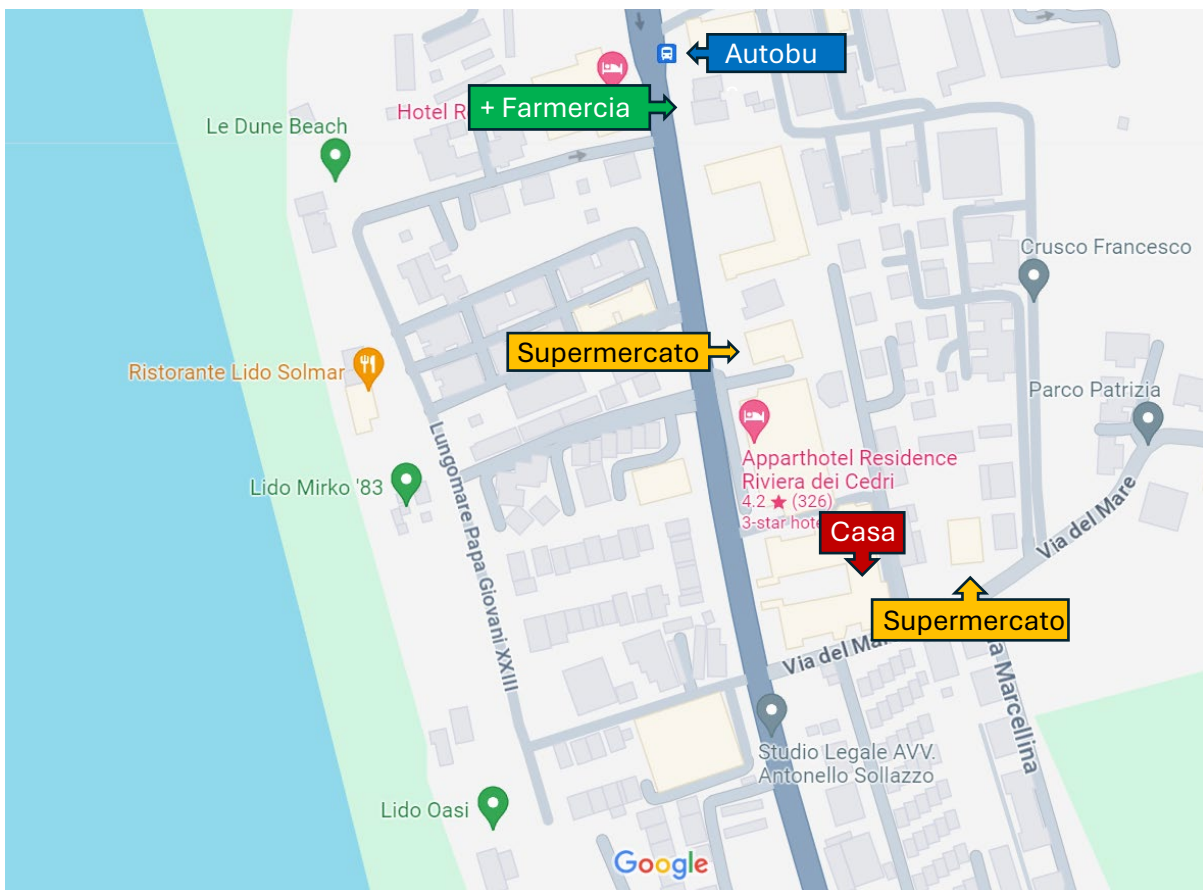 Autobu
Hotel R
+ Farmercia
Le Dune Beach
Crusco Francesco
Supermercato
Ristorante Lido Solmar
Parco Patrizia
Lungomare Papa Giovani XXIII
Apparthotel Residence
Riviera dei Cedri
4.2 ★ (326)
3-star hote
Lido Mirko '83
Casa
Via del Mare
Supermercato
Via del Mar
a Marcellina
Studio Legale AVV.
Antonello Sollazzo
Lido Oasi
Google